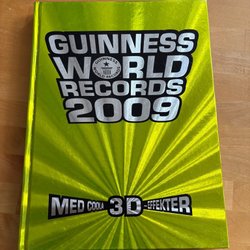 GUINNESS
WORLD
RECORDS
2009
MED COOLA 3D-EFFEKTER